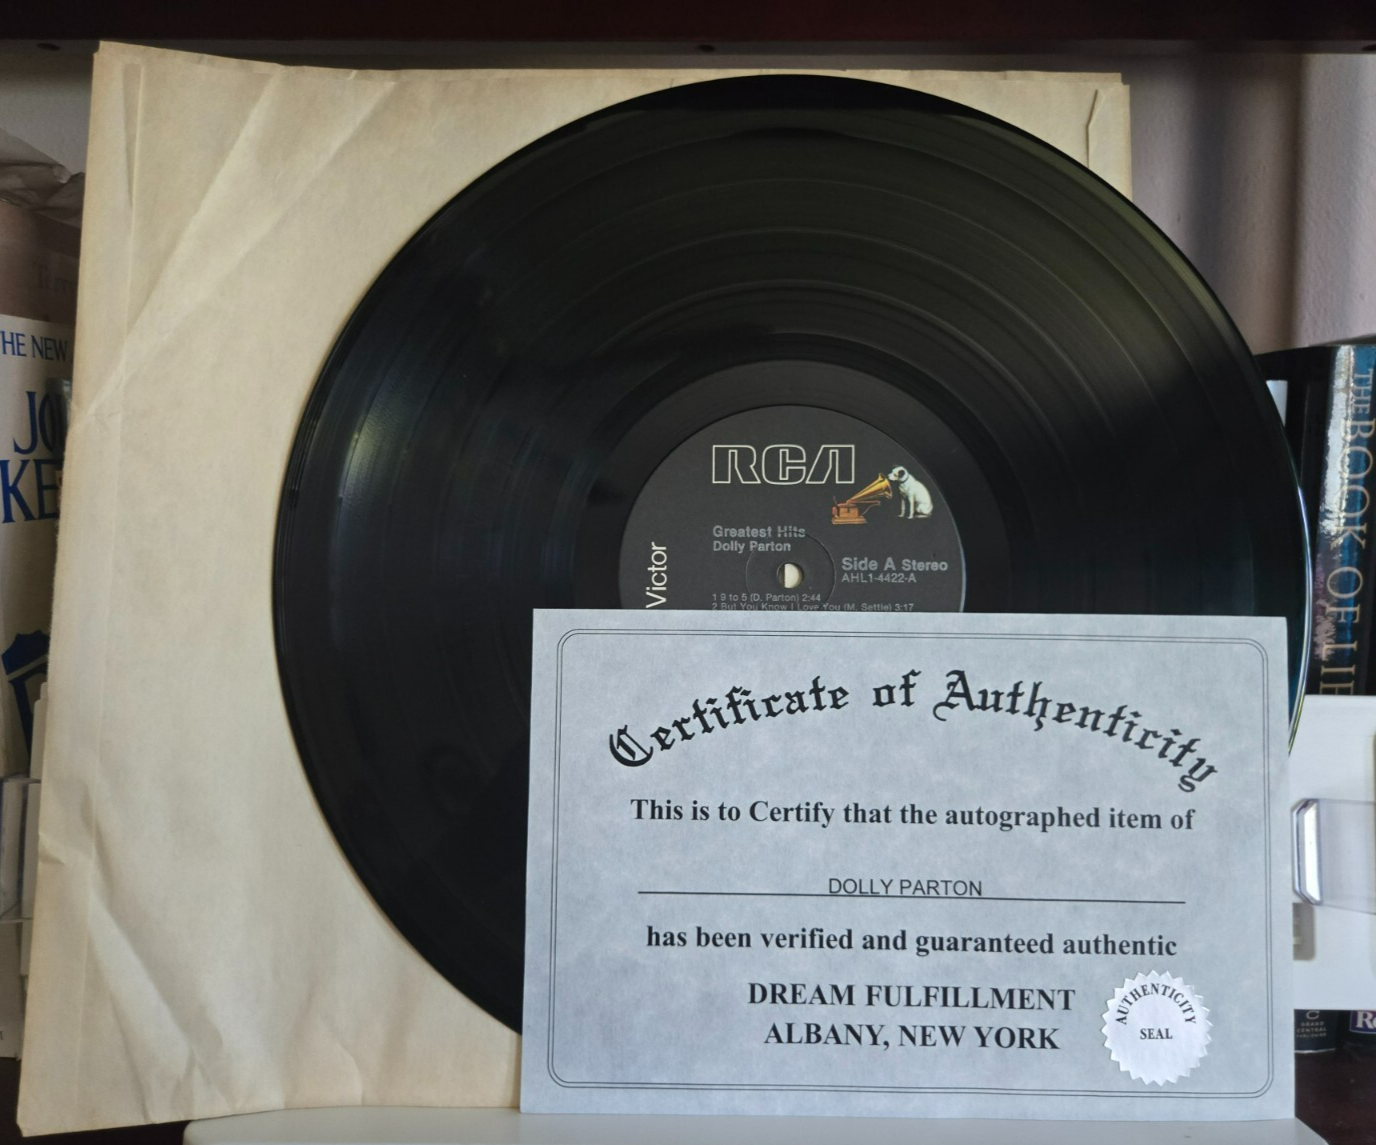 THE NEW
RCA
Victor
Greatest Hits
Dolly Parton
Side A Stereo
AHL1-4422-A
1 9 to 5 (D. Parton) 2:44
2 But You Know I Love You (M. Settle) 3:17
THE BOOK OF
Certificate of Authenticity
This is to Certify that the autographed item of
DOLLY PARTON
has been verified and guaranteed authentic
DREAM FULFILLMENT
ALBANY, NEW YORK
AUTHENTICITY
SEAL
GRAND
CENTRAL